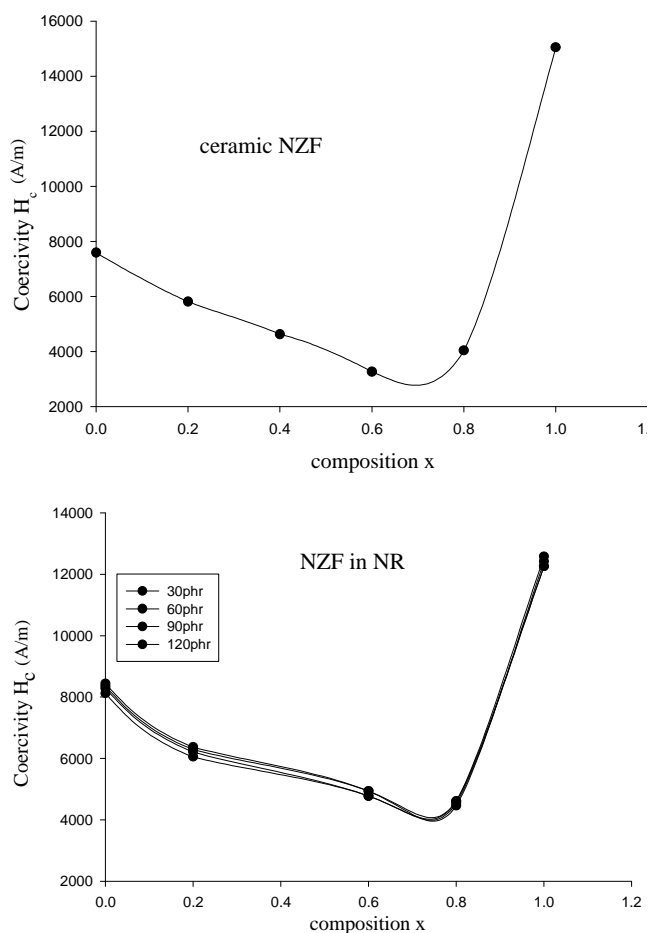 16000
14000
12000
10000
8000
6000
4000
2000
Coercivity H_c (A/m)
ceramic NZF
0.0 0.2 0.4 0.6 0.8 1.0 1.
composition x
14000
12000
10000
8000
6000
4000
2000
Coercivity Hc (A/m)
NZF in NR
30phr
60phr
90phr
120phr
0.0 0.2 0.4 0.6 0.8 1.0 1.2
composition x